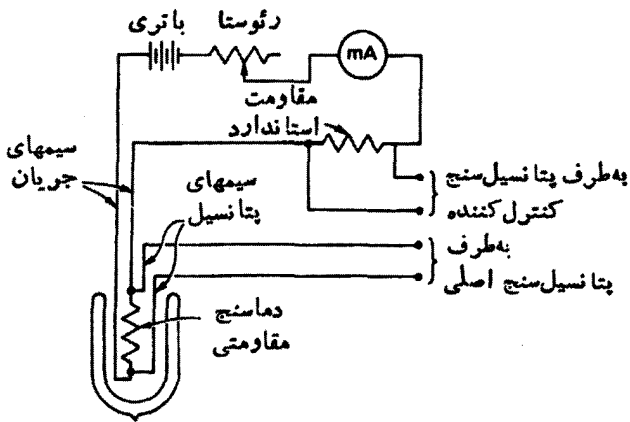 باتری
رئوستا
mA
مقاومت
استاندارد
سیمهای
جریان
سیمهای
پتانسیل
به‌طرف پتانسیل‌سنج
کنترل‌کننده
به‌طرف
پتانسیل‌سنج اصلی
دماسنج
مقاومتی